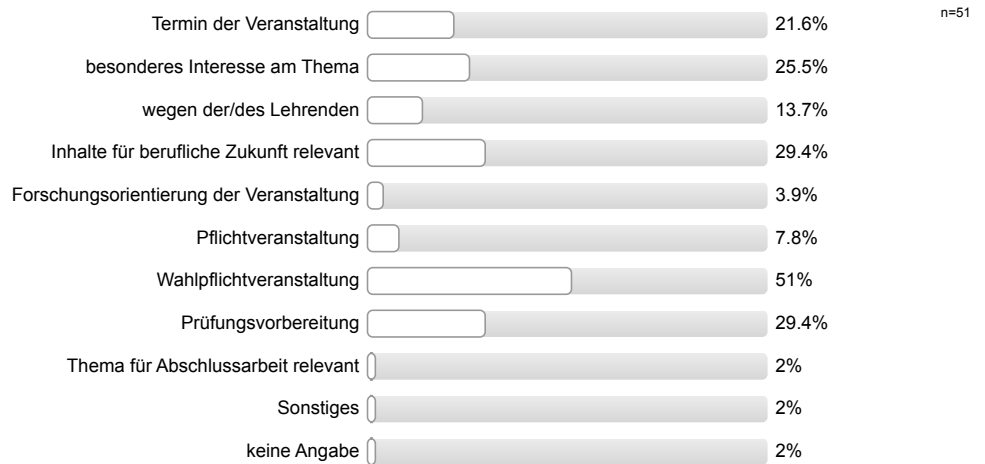 n=51
Termin der Veranstaltung 21.6%
besonderes Interesse am Thema 25.5%
wegen der/des Lehrenden 13.7%
Inhalte für berufliche Zukunft relevant 29.4%
Forschungsorientierung der Veranstaltung 3.9%
Pflichtveranstaltung 7.8%
Wahlpflichtveranstaltung 51%
Prüfungsvorbereitung 29.4%
Thema für Abschlussarbeit relevant 2%
Sonstiges 2%
keine Angabe 2%